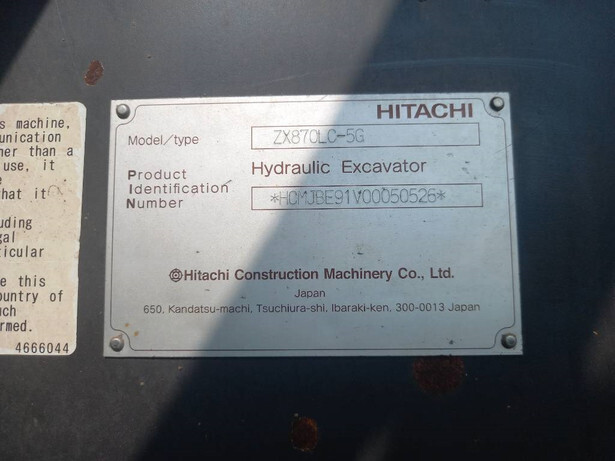 s machine,
unication
her than a
use, it
e
hat it
uding
gal
ticular
e this
ountry of
uch
rmed.
4666044
HITACHI
Model/type ZX870LC-5G
Hydraulic Excavator
Product
Identification *HCMJBE91V00050526*
Number
Hitachi Construction Machinery Co., Ltd.
Japan
650, Kandatsu-machi, Tsuchiura-shi, Ibaraki-ken, 300-0013 Japan